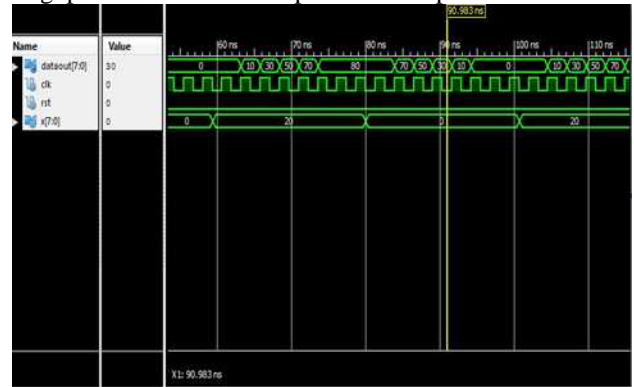 90.983 ns
Name Value 60 ns 70 ns 80 ns 90 ns 100 ns 110 ns
dataout[7:0] 30 0 10 30 50 70 80 70 50 30 10 0 10 30 50 70
clk 0
rst 0
x[7:0] 0 0 20 0 20
X1: 90.983 ns